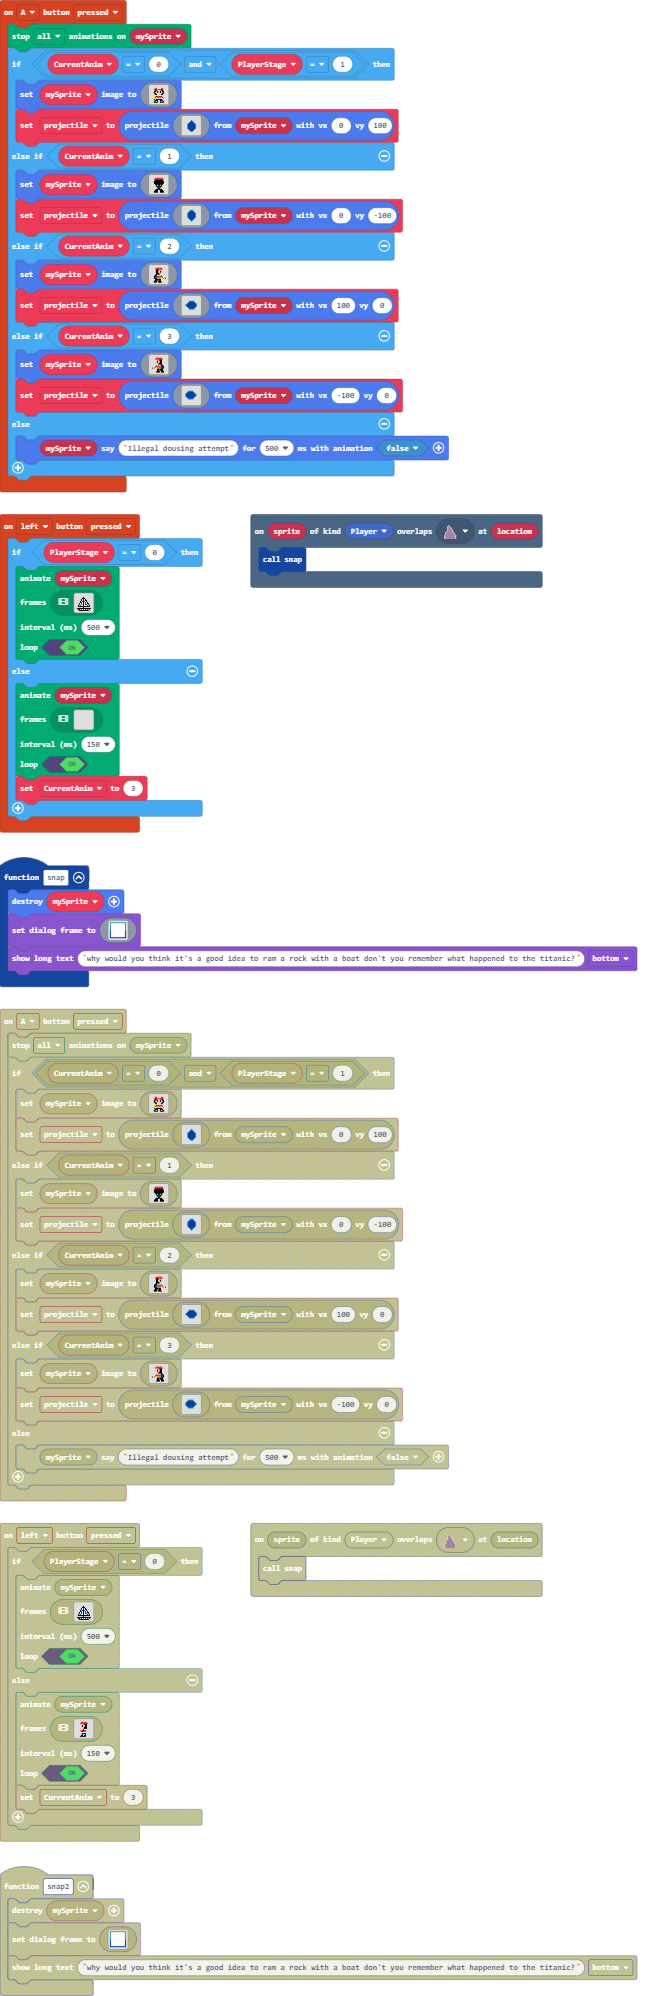 on A button pressed
stop all animations on mySprite
if CurrentAnim = 0 and PlayerStage = 1 then
set mySprite image to
set projectile to projectile from mySprite with vx 0 vy 100
else if CurrentAnim = 1 then
set mySprite image to
set projectile to projectile from mySprite with vx 0 vy -100
else if CurrentAnim = 2 then
set mySprite image to
set projectile to projectile from mySprite with vx 100 vy 0
else if CurrentAnim = 3 then
set mySprite image to
set projectile to projectile from mySprite with vx -100 vy 0
else
mySprite say "Illegal dousing attempt" for 500 ms with animation false
on left button pressed
if PlayerStage = 0 then
animate mySprite
frames
interval (ms) 500
loop ON
else
animate mySprite
frames
interval (ms) 150
loop ON
set CurrentAnim to 3
on sprite of kind Player overlaps at location
call snap
function snap
destroy mySprite
set dialog frame to
show long text "why would you think it's a good idea to ram a rock with a boat don't you remember what happened to the titanic?" bottom
on A button pressed
stop all animations on mySprite
if CurrentAnim = 0 and PlayerStage = 1 then
set mySprite image to
set projectile to projectile from mySprite with vx 0 vy 100
else if CurrentAnim = 1 then
set mySprite image to
set projectile to projectile from mySprite with vx 0 vy -100
else if CurrentAnim = 2 then
set mySprite image to
set projectile to projectile from mySprite with vx 100 vy 0
else if CurrentAnim = 3 then
set mySprite image to
set projectile to projectile from mySprite with vx -100 vy 0
else
mySprite say "Illegal dousing attempt" for 500 ms with animation false
on left button pressed
if PlayerStage = 0 then
animate mySprite
frames
interval (ms) 500
loop ON
else
animate mySprite
frames
interval (ms) 150
loop ON
set CurrentAnim to 3
on sprite of kind Player overlaps at location
call snap
function snap2
destroy mySprite
set dialog frame to
show long text "why would you think it's a good idea to ram a rock with a boat don't you remember what happened to the titanic?" bottom